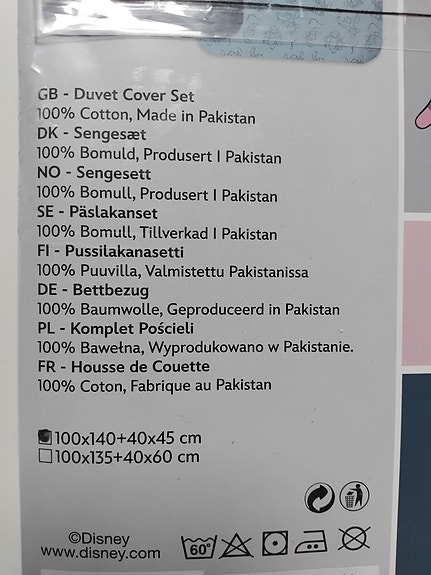 GB - Duvet Cover Set
100% Cotton, Made in Pakistan
DK - Sengesæt
100% Bomuld, Produsert I Pakistan
NO - Sengesett
100% Bomull, Produsert I Pakistan
SE - Päslakanset
100% Bomull, Tillverkad I Pakistan
FI - Pussilakanasetti
100% Puuvilla, Valmistettu Pakistanissa
DE - Bettbezug
100% Baumwolle, Geproduceerd in Pakistan
PL - Komplet Pościeli
100% Bawełna, Wyprodukowano w Pakistanie.
FR - Housse de Couette
100% Coton, Fabrique au Pakistan
100x140+40x45 cm
100x135+40x60 cm
©Disney
www.disney.com
60°